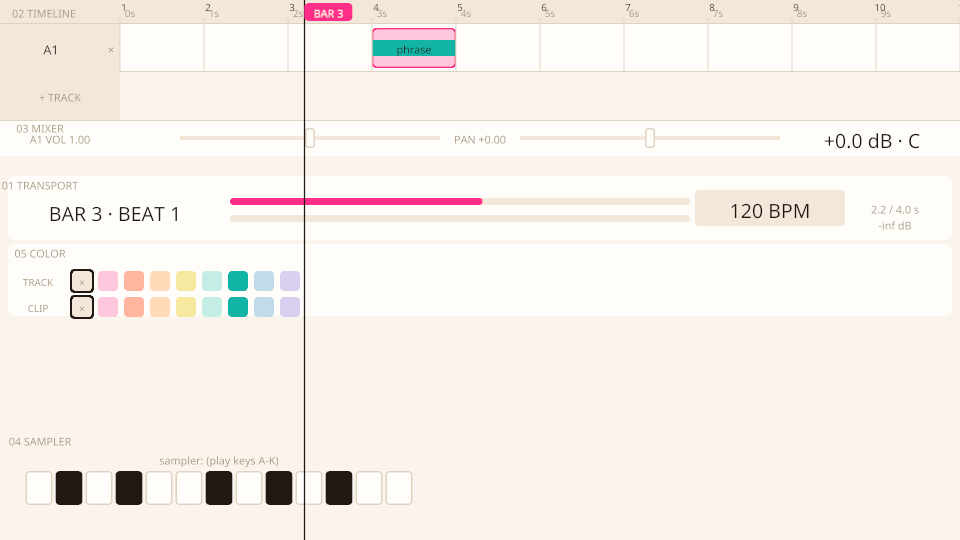 02 TIMELINE
1 2 3 4 5 6 7 8 9 10
0s 1s 2s BAR 3 3s 4s 5s 6s 7s 8s 9s
A1 × phrase
+ TRACK
03 MIXER
A1 VOL 1.00 PAN +0.00 +0.0 dB · C
01 TRANSPORT
BAR 3 · BEAT 1 120 BPM 2.2 / 4.0 s
-inf dB
05 COLOR
TRACK ×
CLIP ×
04 SAMPLER
sampler: (play keys A-K)